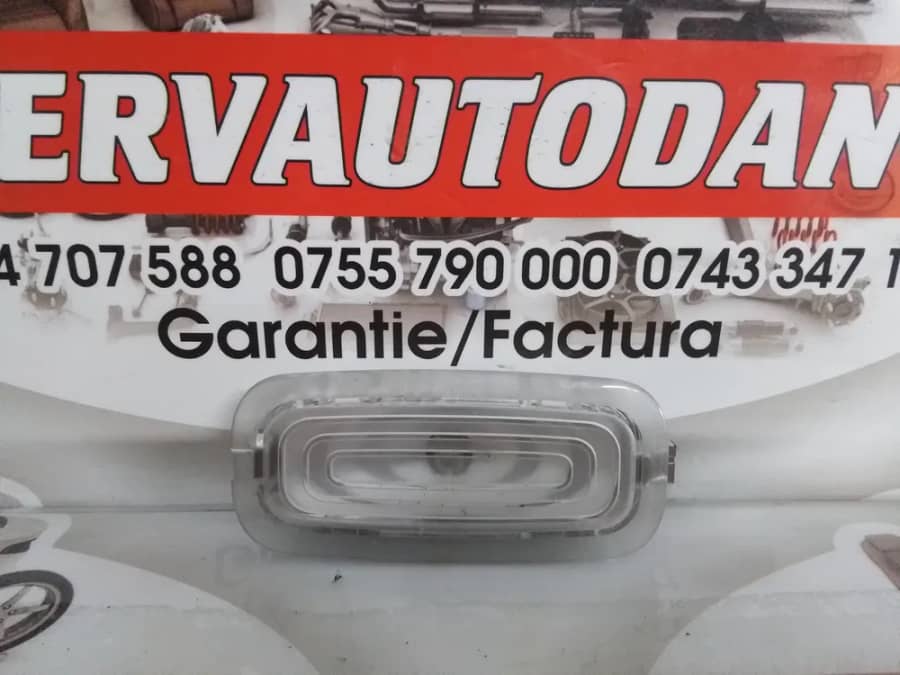 ERVAUTODAN
4 707 588 0755 790 000 0743 347 1
Garantie/Factura